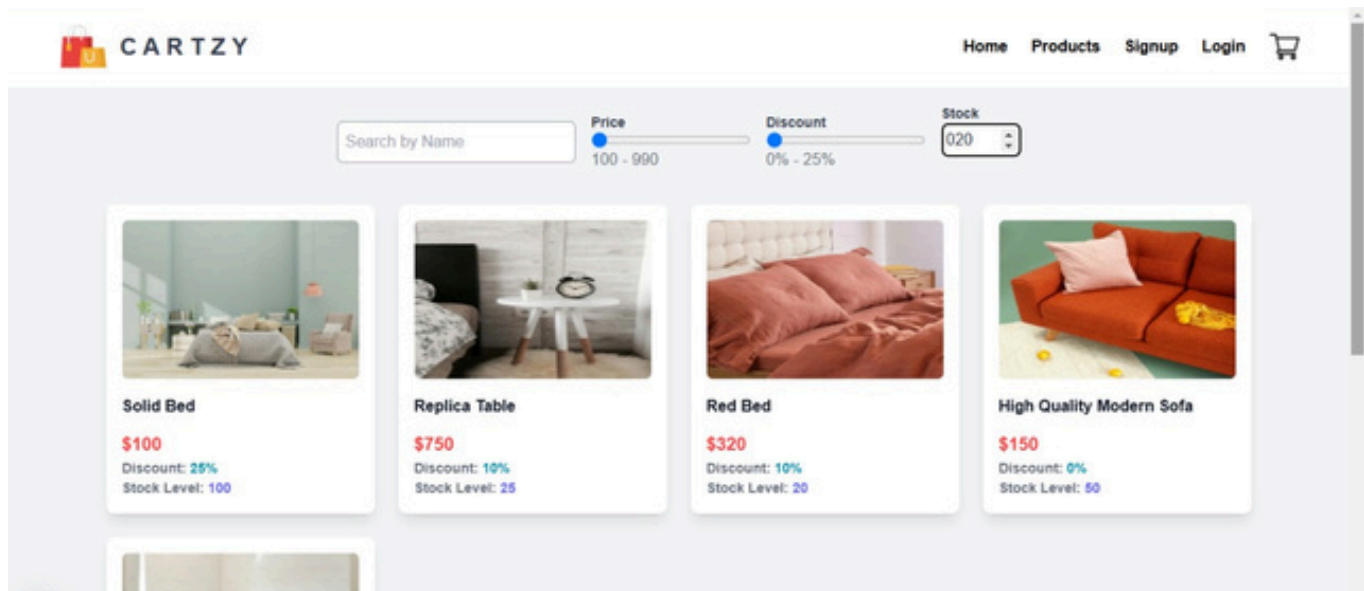 CARTZY
Home Products Signup Login
Search by Name
Price
100 - 990
Discount
0% - 25%
Stock
020
Solid Bed
$100
Discount: 25%
Stock Level: 100
Replica Table
$750
Discount: 10%
Stock Level: 25
Red Bed
$320
Discount: 10%
Stock Level: 20
High Quality Modern Sofa
$150
Discount: 0%
Stock Level: 50